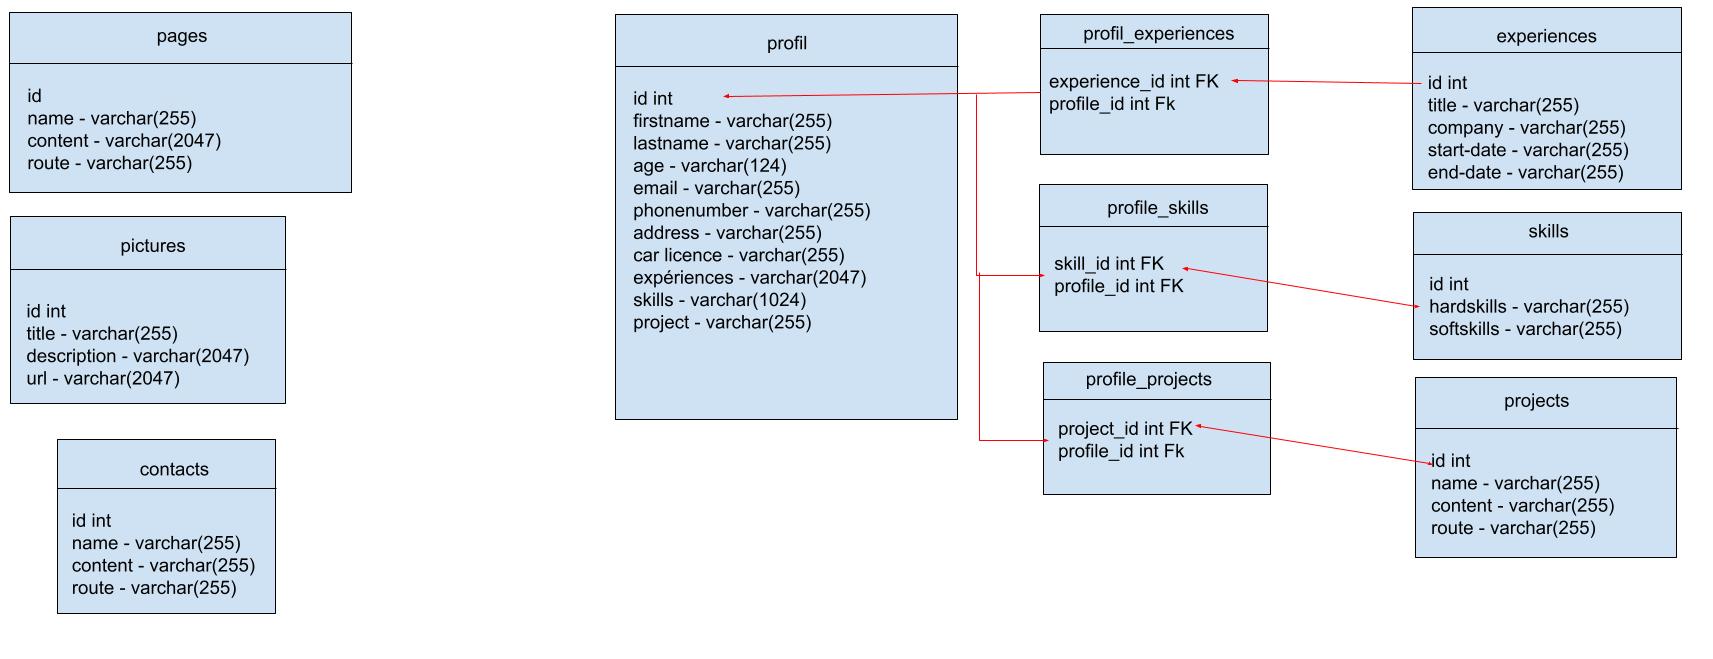 pages
id
name - varchar(255)
content - varchar(2047)
route - varchar(255)
pictures
id int
title - varchar(255)
description - varchar(2047)
url - varchar(2047)
contacts
id int
name - varchar(255)
content - varchar(255)
route - varchar(255)
profil
id int
firstname - varchar(255)
lastname - varchar(255)
age - varchar(124)
email - varchar(255)
phonenumber - varchar(255)
address - varchar(255)
car licence - varchar(255)
expériences - varchar(2047)
skills - varchar(1024)
project - varchar(255)
profil_experiences
experience_id int FK
profile_id int Fk
profile_skills
skill_id int FK
profile_id int FK
profile_projects
project_id int FK
profile_id int Fk
experiences
id int
title - varchar(255)
company - varchar(255)
start-date - varchar(255)
end-date - varchar(255)
skills
id int
hardskills - varchar(255)
softskills - varchar(255)
projects
id int
name - varchar(255)
content - varchar(255)
route - varchar(255)